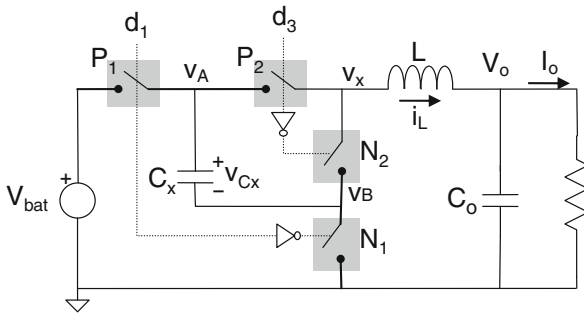 d1 d3
P1 vA P2 vx L Vo Io
iL
+
Cx vCx
−
N2
vB
+
Vbat
Co
N1